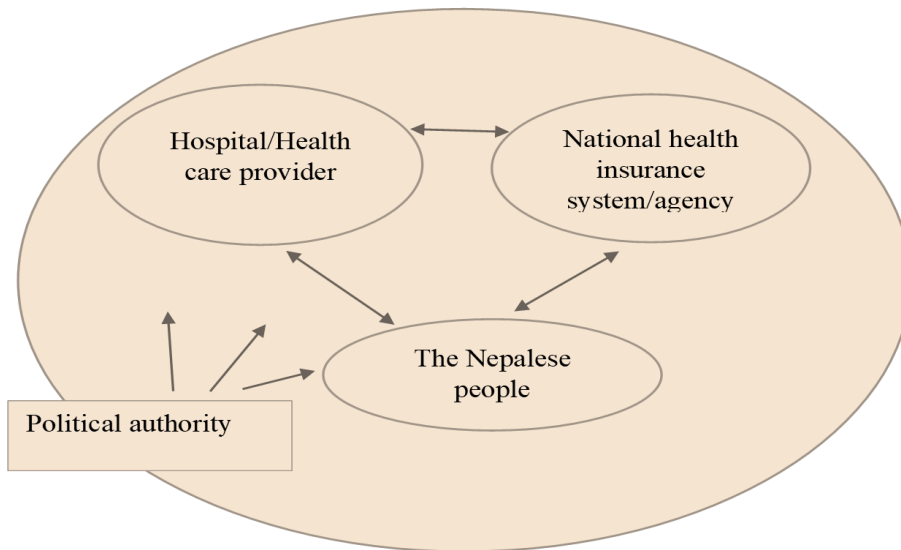 Hospital/Health
care provider
National health
insurance
system/agency
The Nepalese
people
Political authority